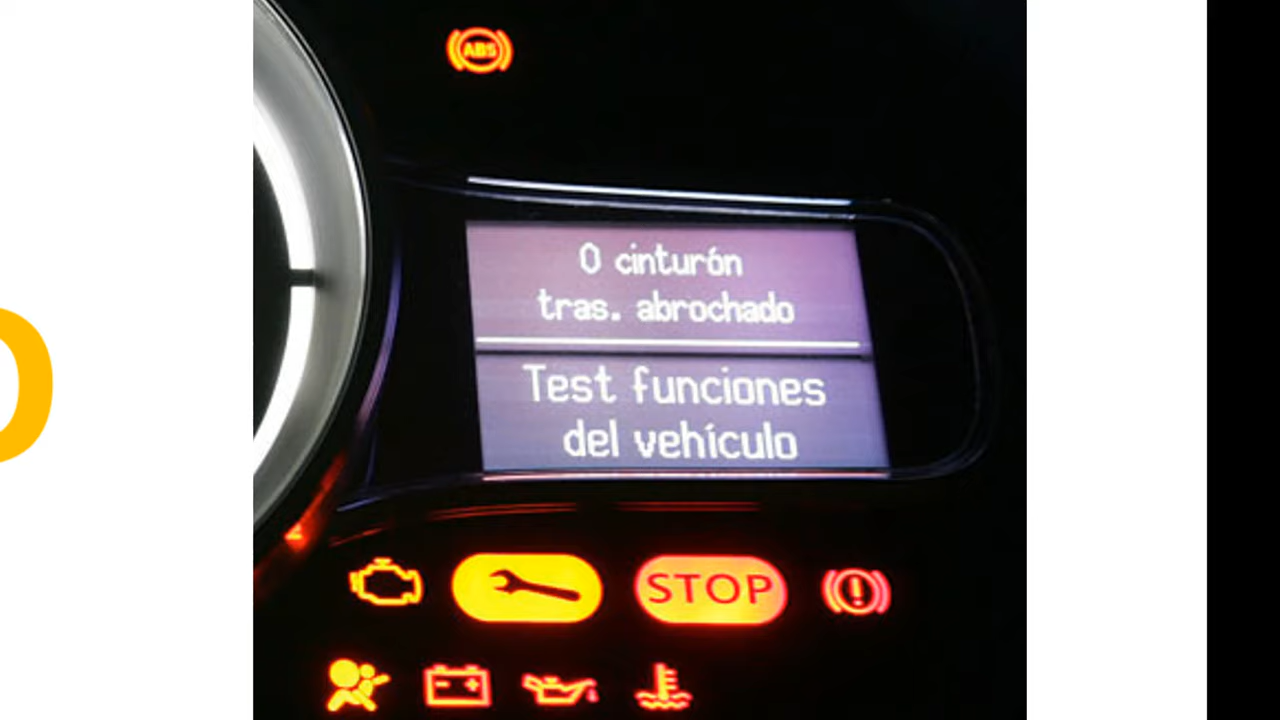 ABS
0 cinturón
tras. abrochado
Test funciones
del vehículo
STOP